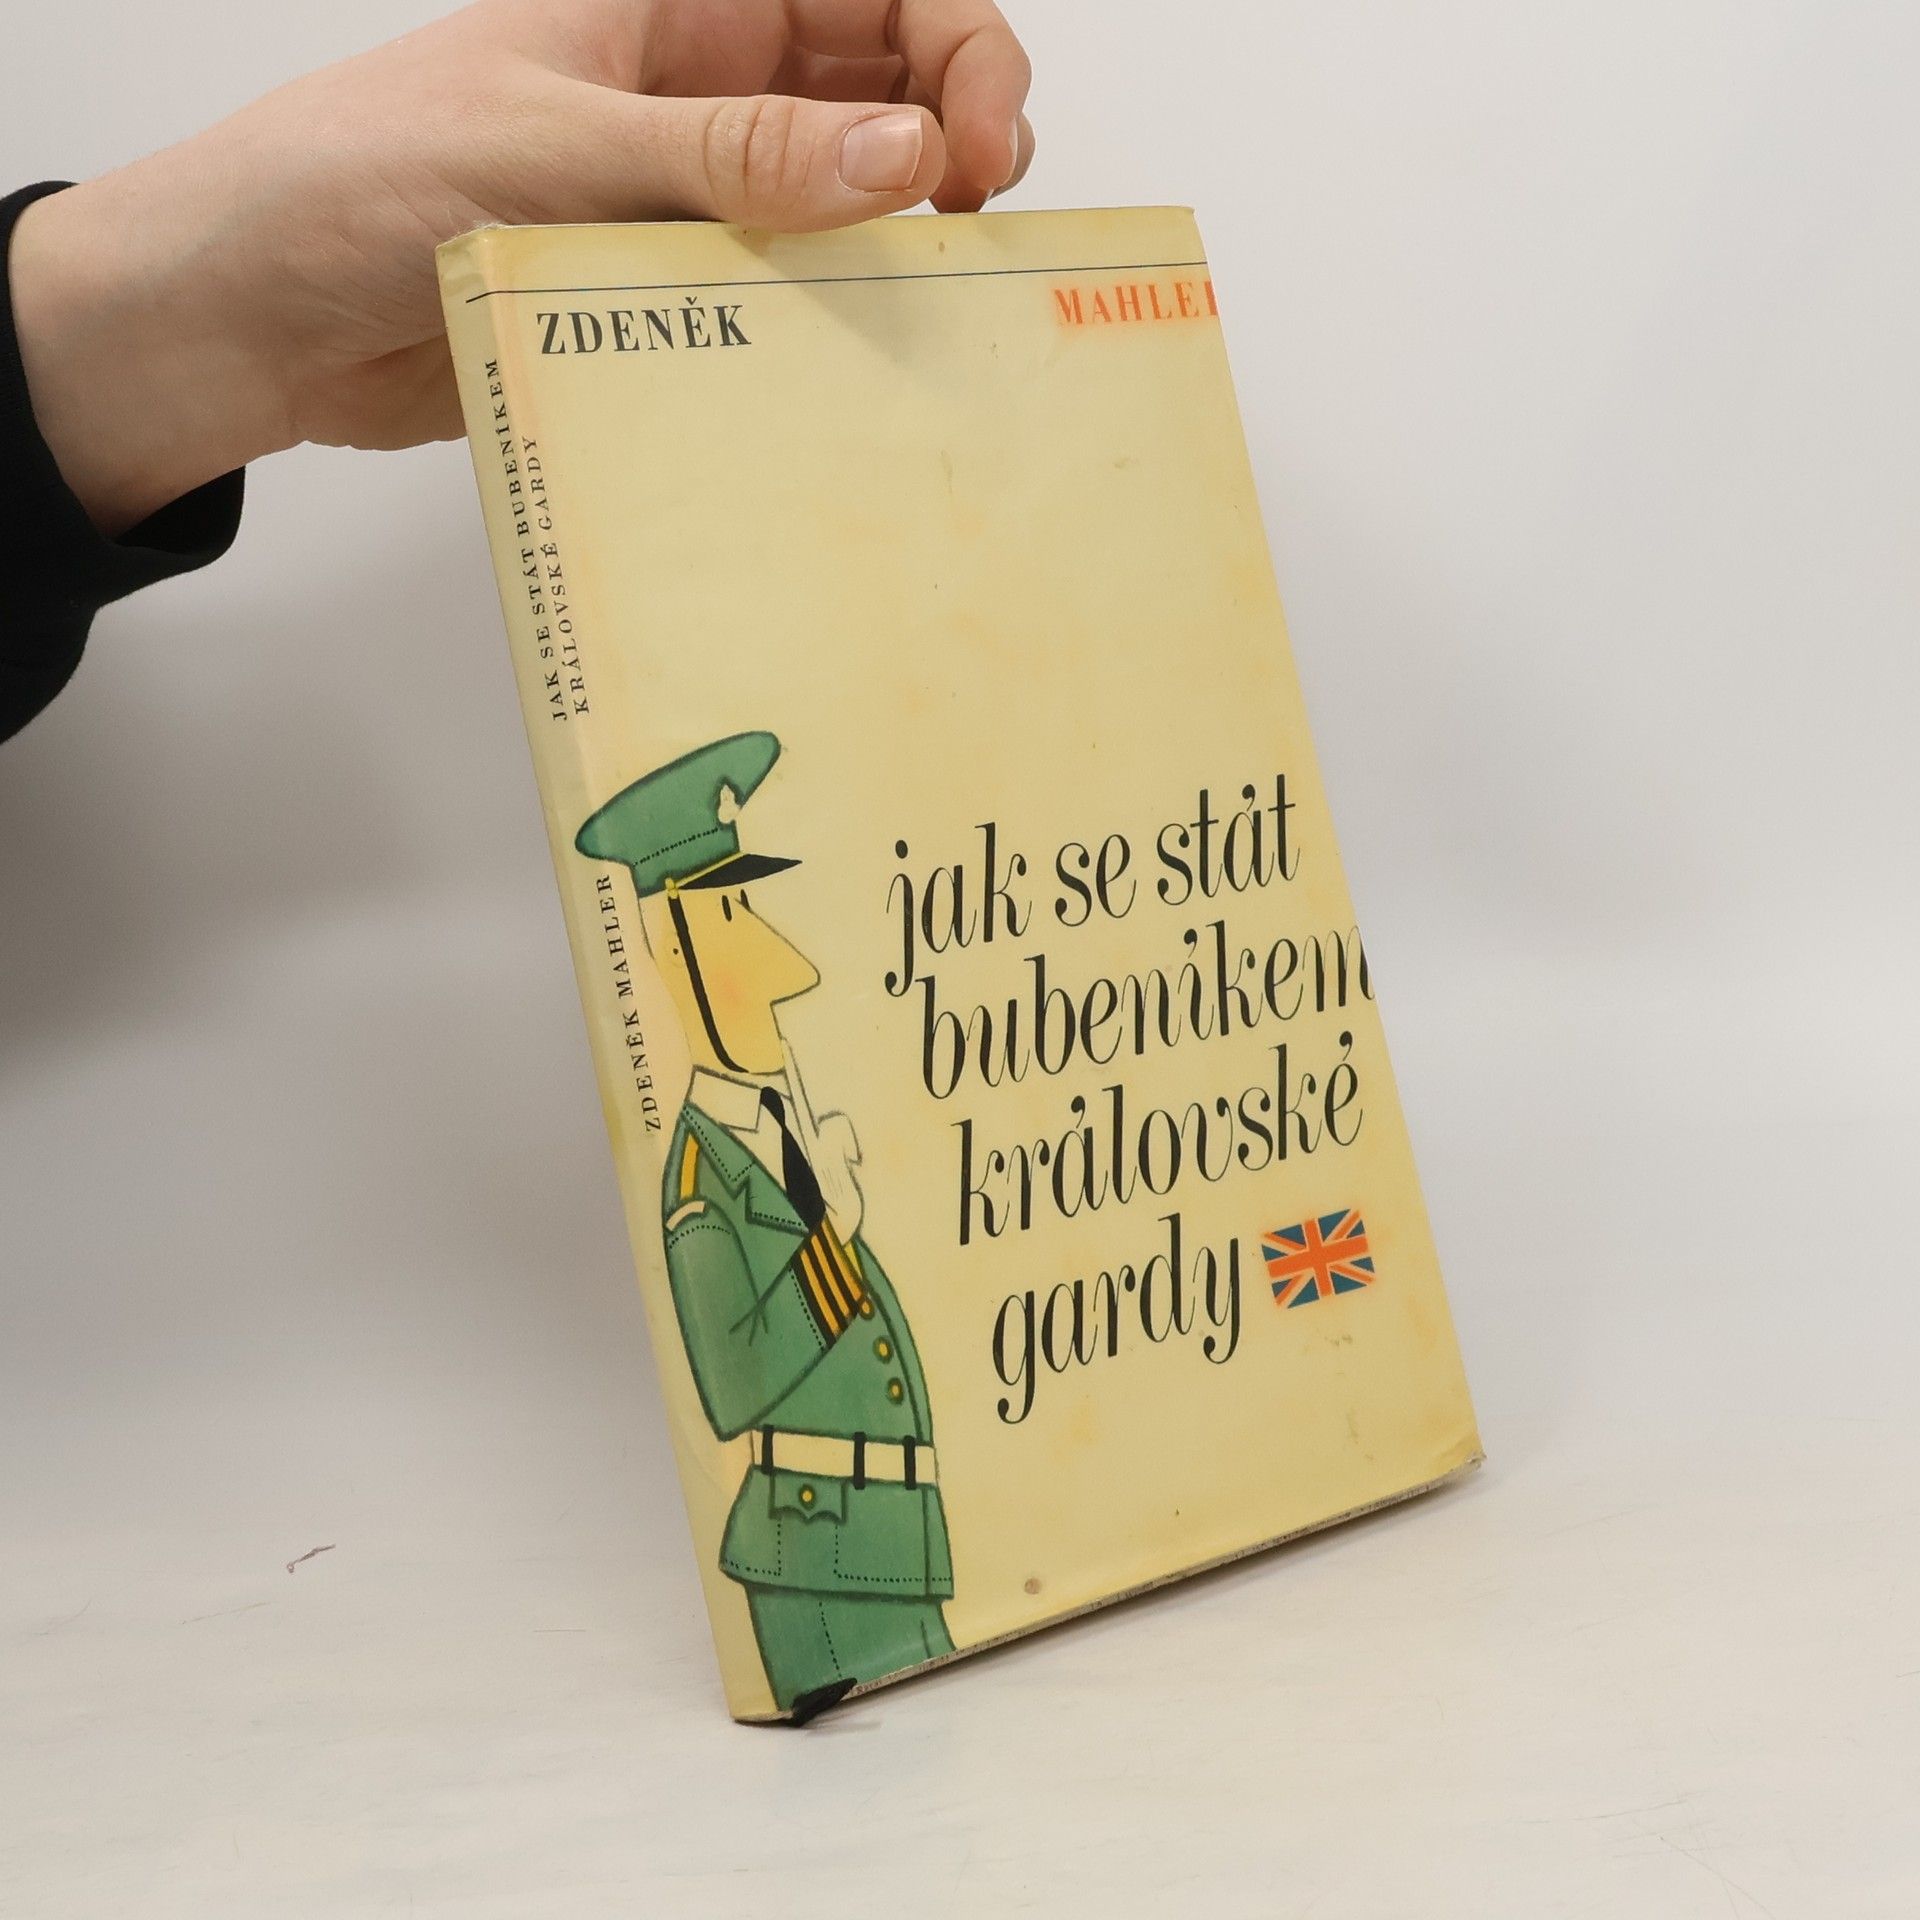 ZDENĚK MAHLER
jak se stát
bubeníkem
královské
gardy
JAK SE STÁT BUBENÍKEM
KRÁLOVSKÉ GARDY
ZDENĚK MAHLER